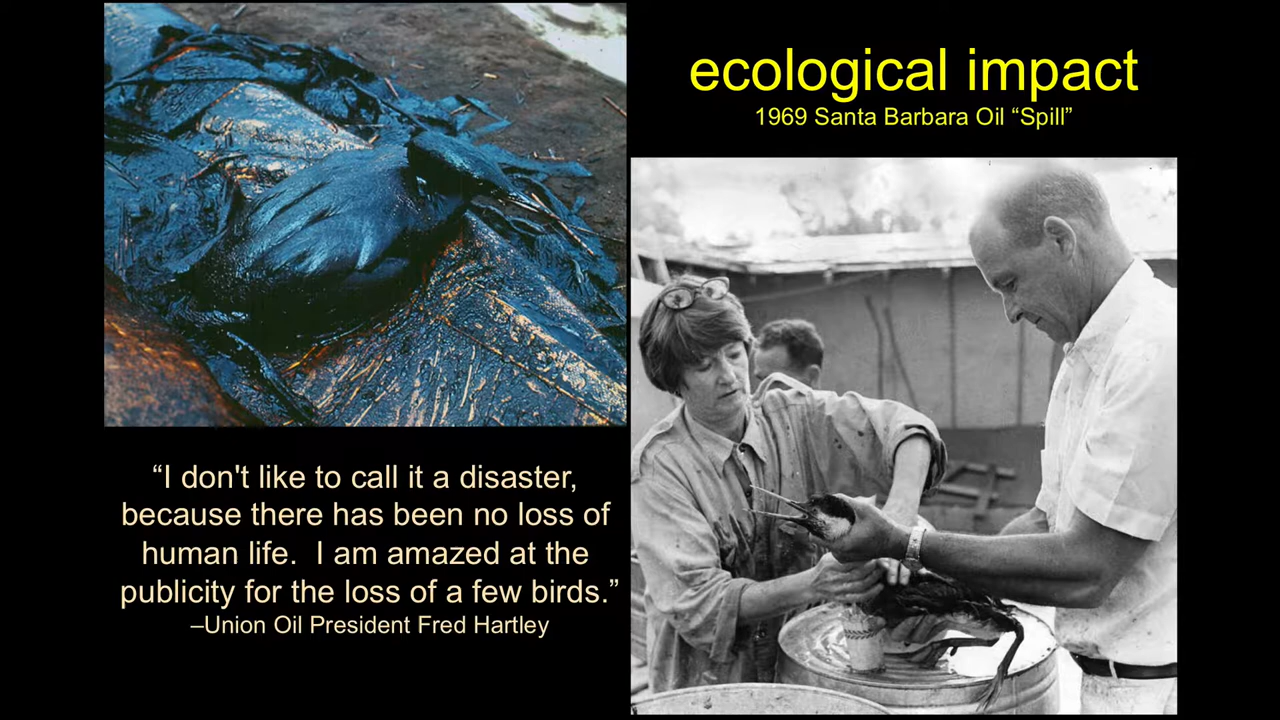 ecological impact
1969 Santa Barbara Oil “Spill”
“I don't like to call it a disaster,
because there has been no loss of
human life.  I am amazed at the
publicity for the loss of a few birds.”
–Union Oil President Fred Hartley